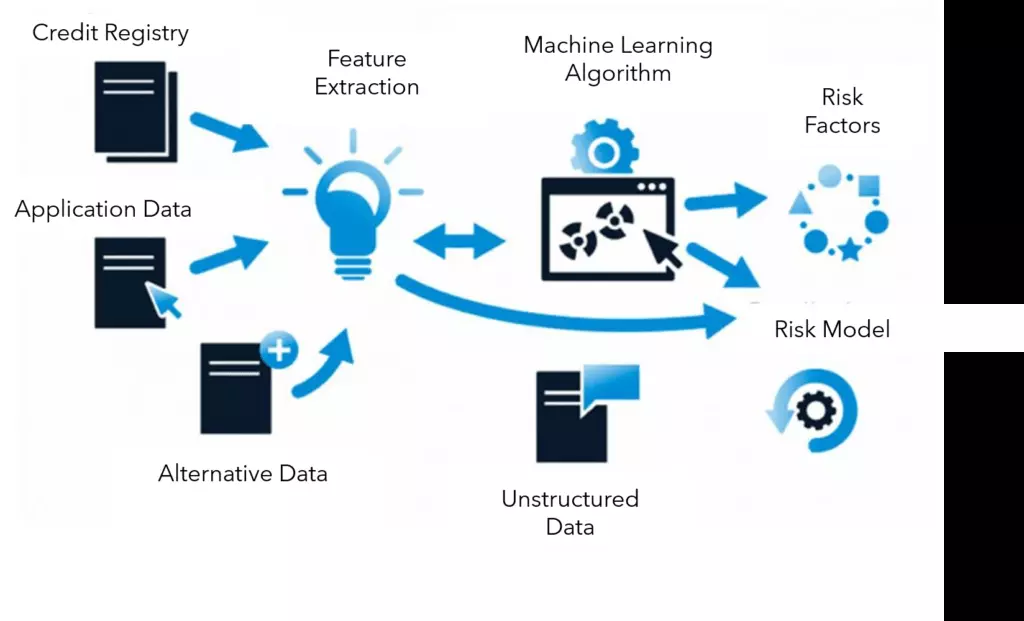 Credit Registry
Feature
Extraction
Machine Learning
Algorithm
Risk
Factors
Application Data
Risk Model
Alternative Data
Unstructured
Data